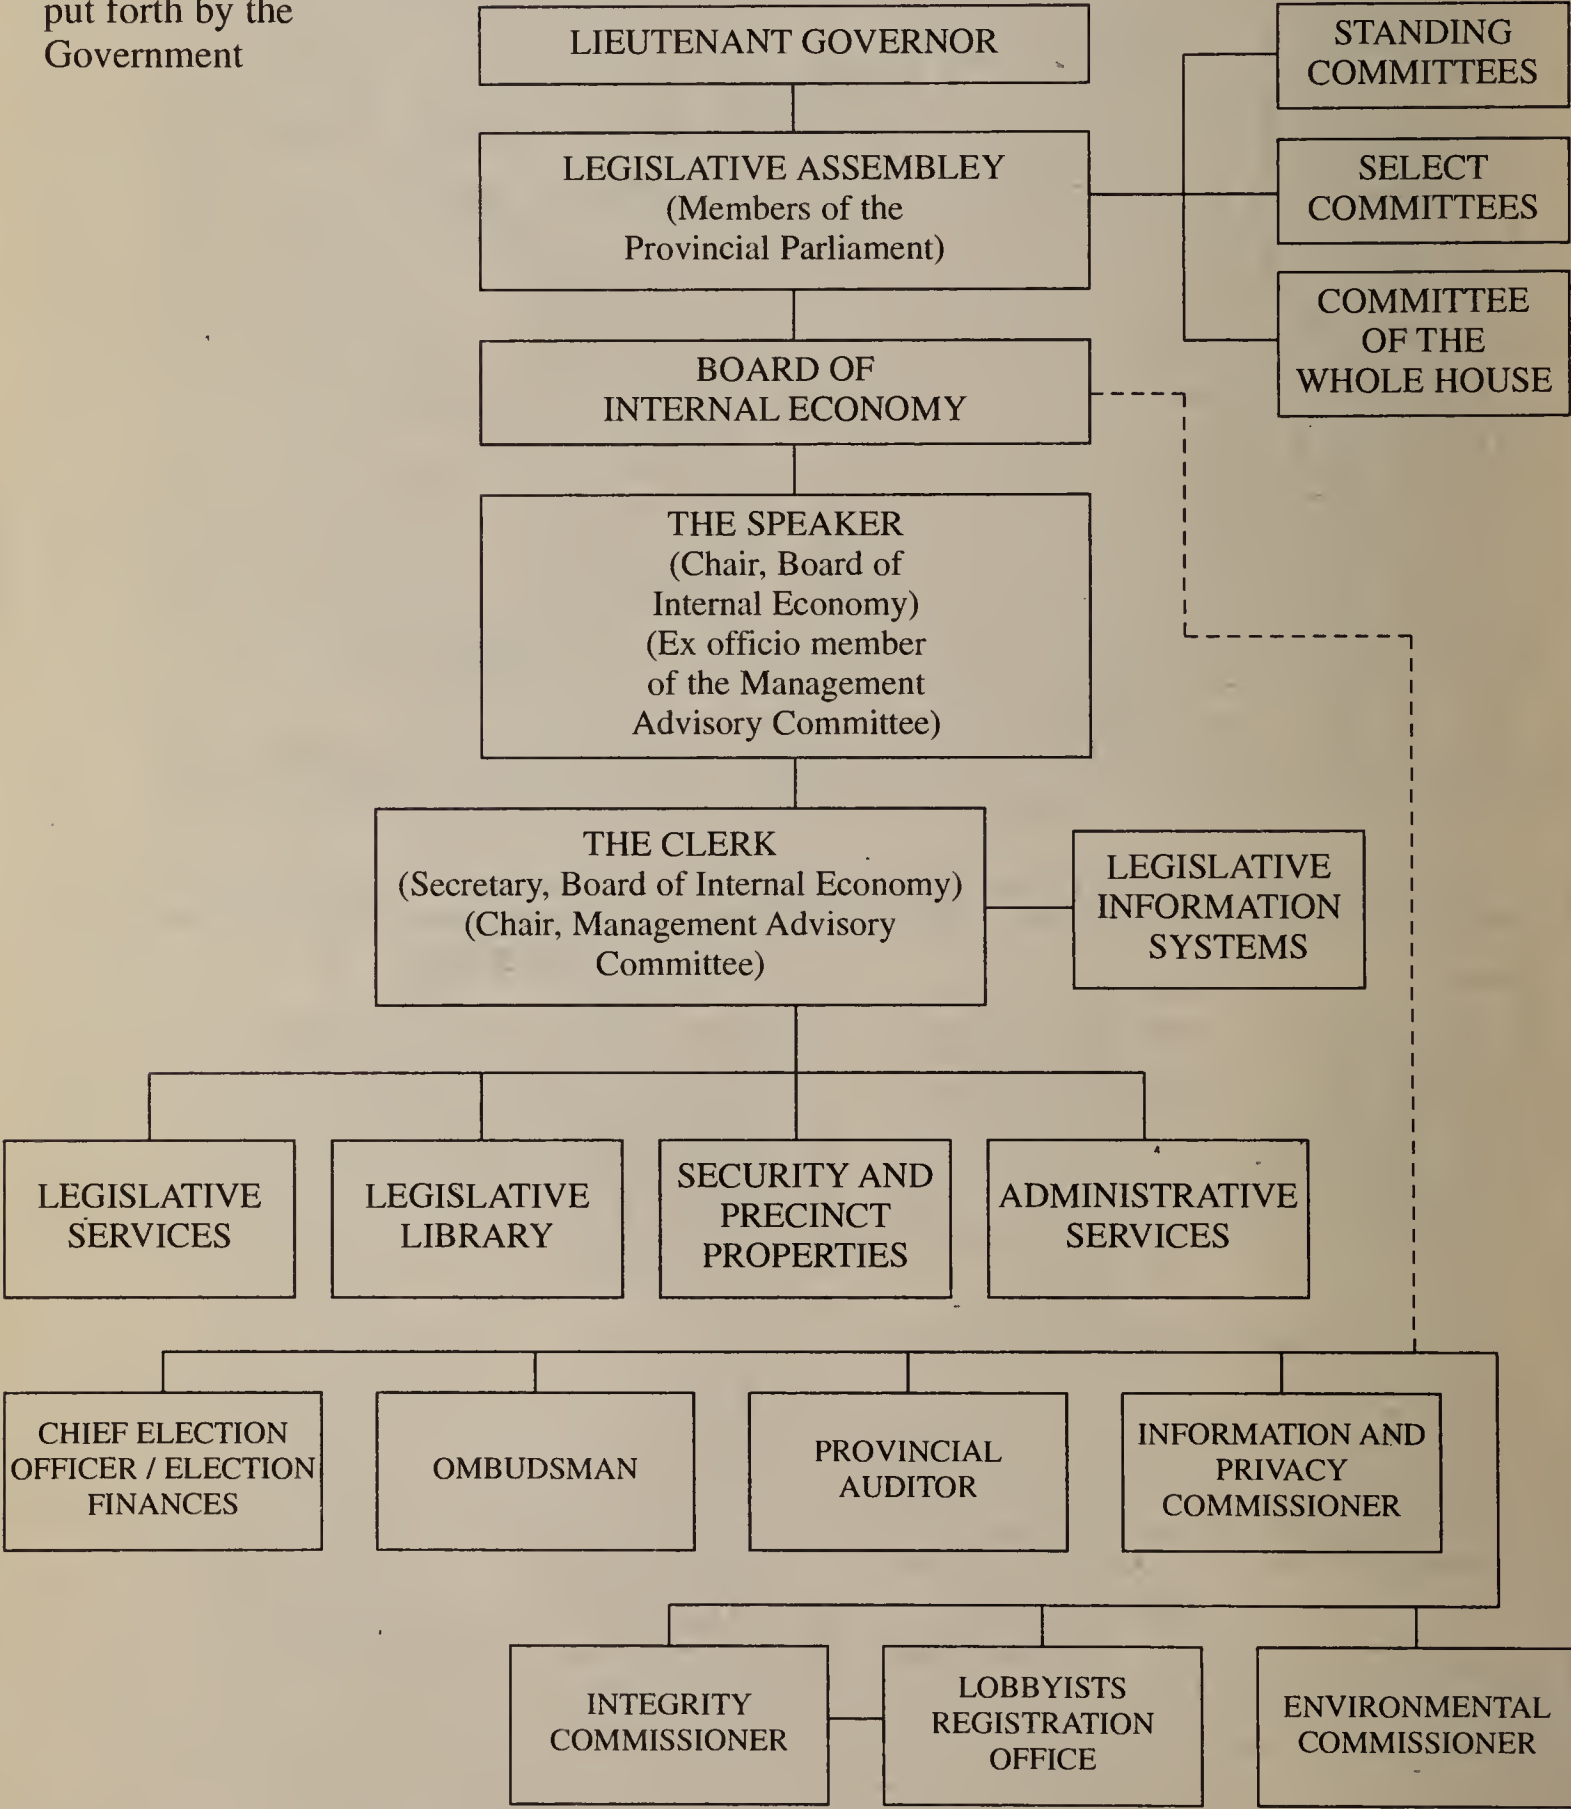 put forth by the
Government
LIEUTENANT GOVERNOR
STANDING
COMMITTEES
LEGISLATIVE ASSEMBLEY
(Members of the
Provincial Parliament)
SELECT
COMMITTEES
COMMITTEE
OF THE
WHOLE HOUSE
BOARD OF
INTERNAL ECONOMY
THE SPEAKER
(Chair, Board of
Internal Economy)
(Ex officio member
of the Management
Advisory Committee)
THE CLERK
(Secretary, Board of Internal Economy)
(Chair, Management Advisory
Committee)
LEGISLATIVE
INFORMATION
SYSTEMS
LEGISLATIVE
SERVICES
LEGISLATIVE
LIBRARY
SECURITY AND
PRECINCT
PROPERTIES
ADMINISTRATIVE
SERVICES
CHIEF ELECTION
OFFICER / ELECTION
FINANCES
OMBUDSMAN
PROVINCIAL
AUDITOR
INFORMATION AND
PRIVACY
COMMISSIONER
INTEGRITY
COMMISSIONER
LOBBYISTS
REGISTRATION
OFFICE
ENVIRONMENTAL
COMMISSIONER